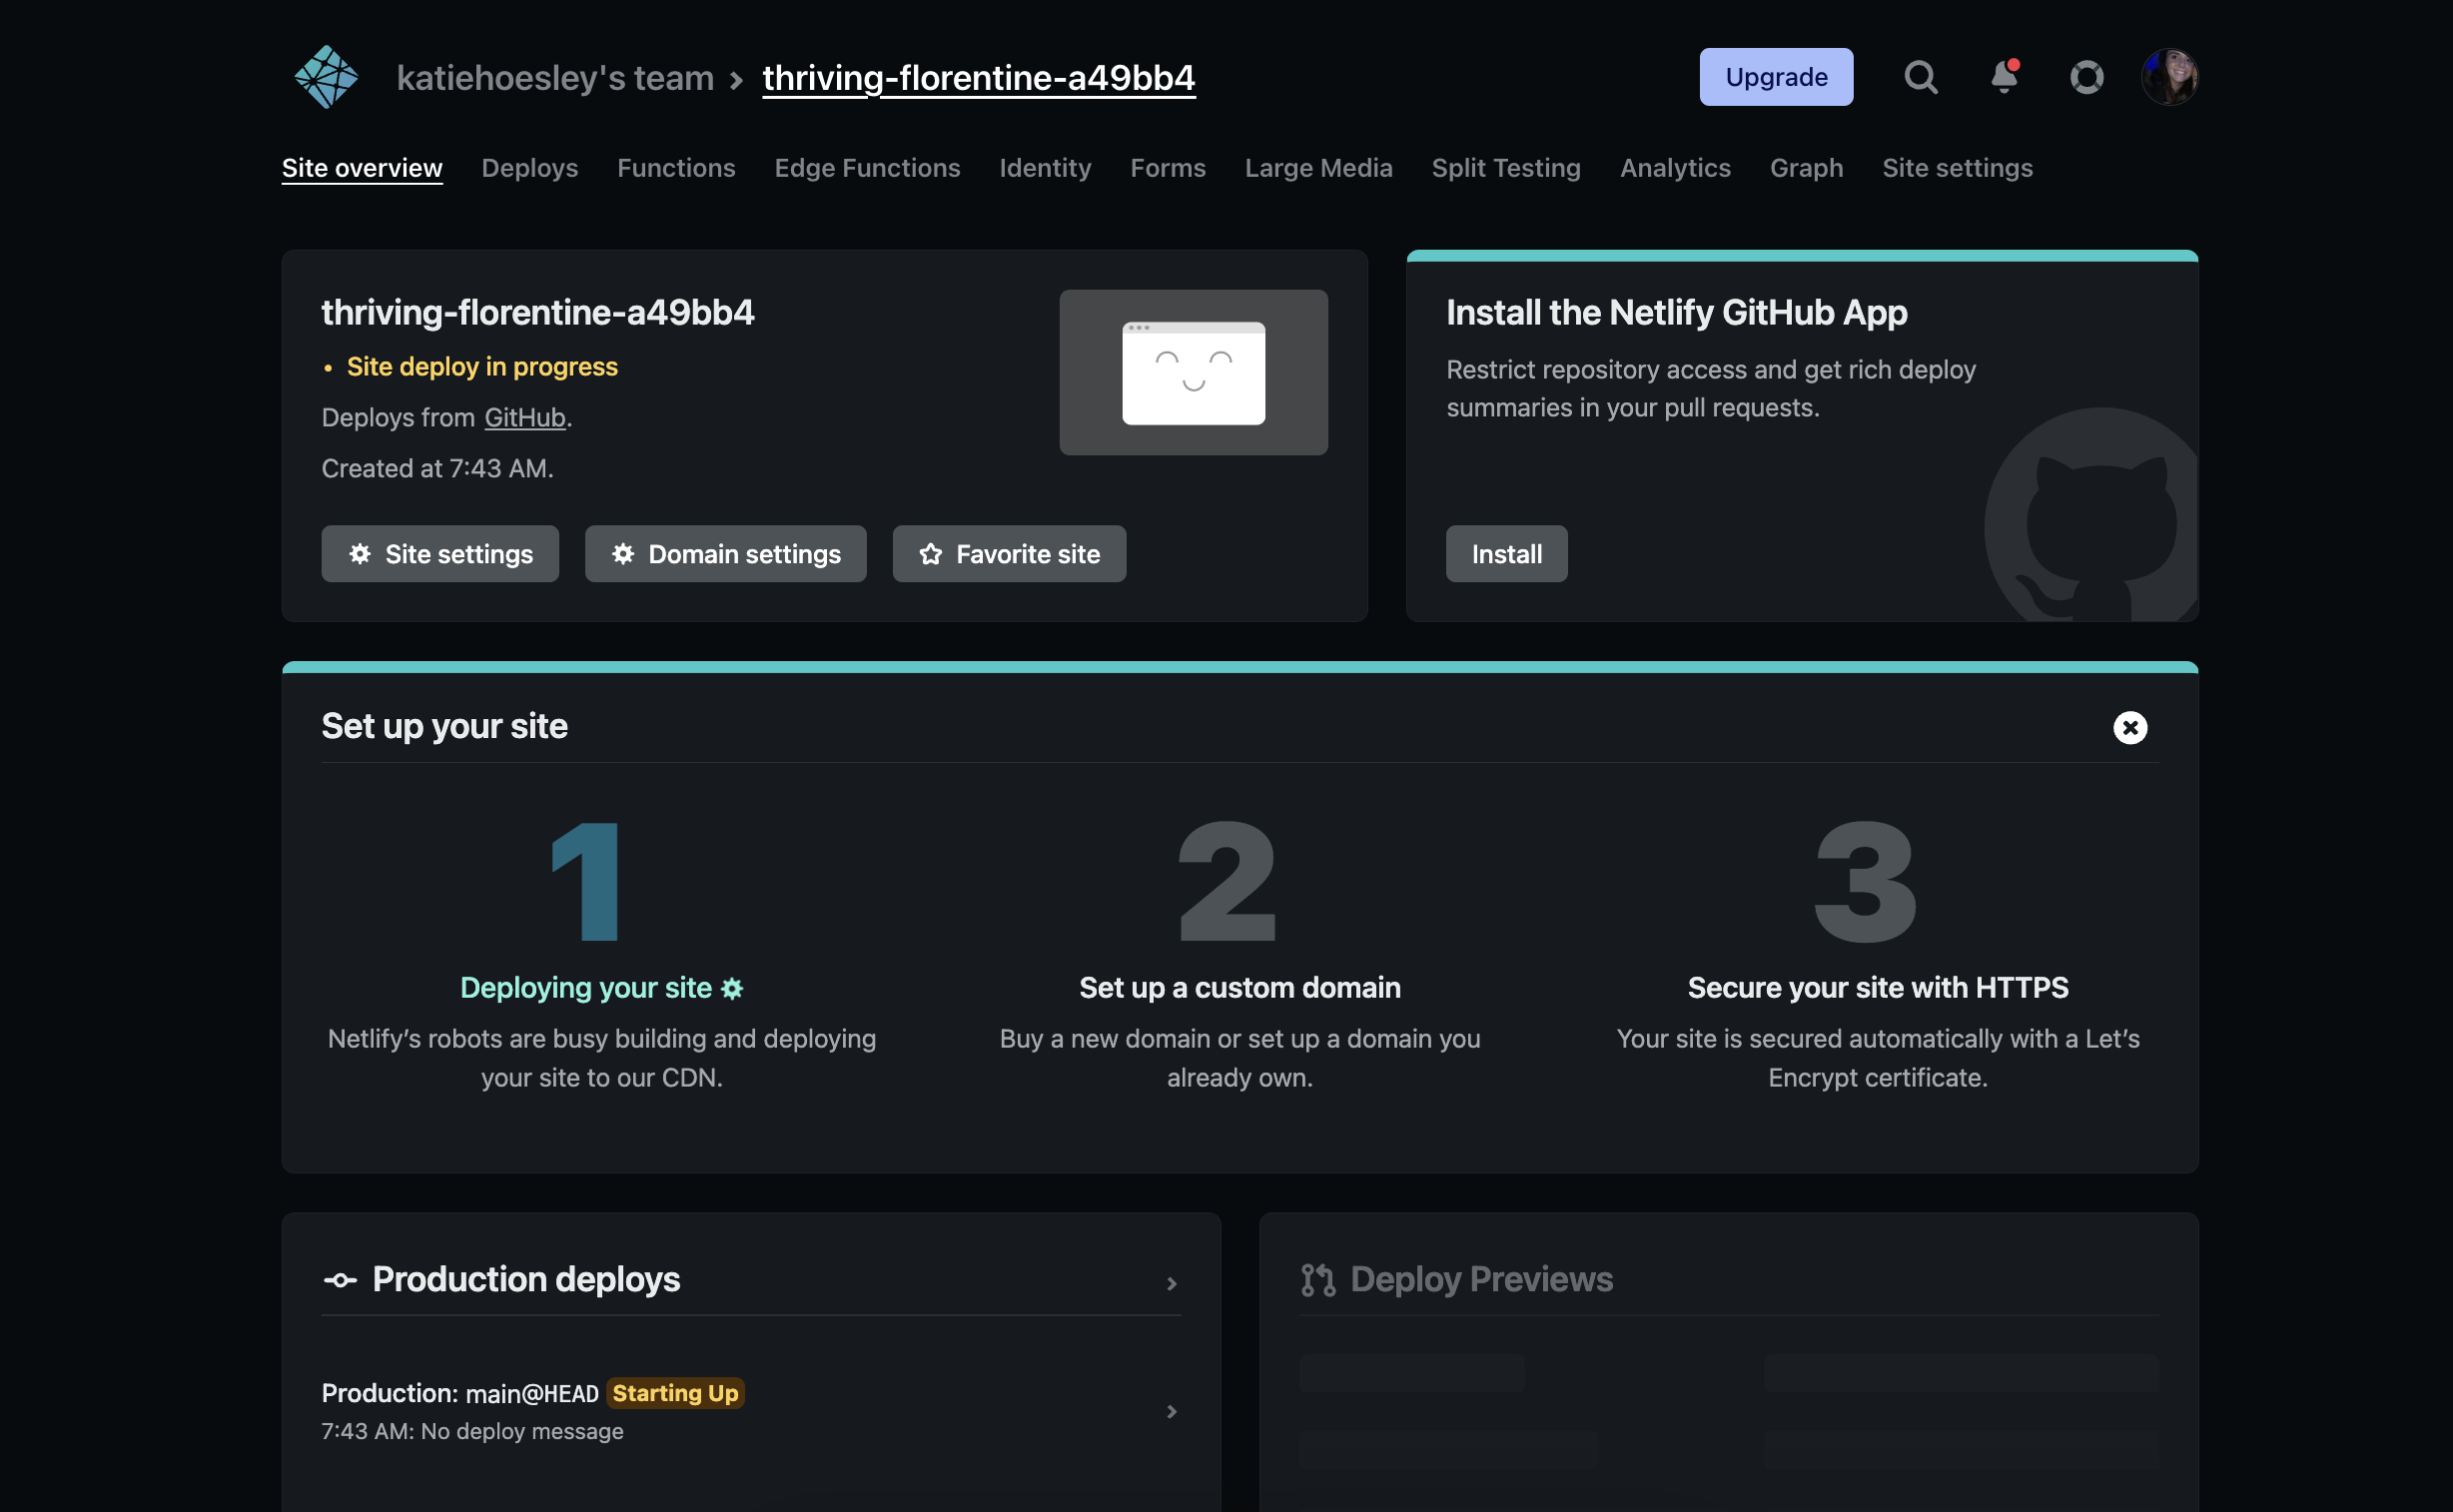 katiehoesley's team > thriving-florentine-a49bb4
Upgrade
Site overview Deploys Functions Edge Functions Identity Forms Large Media Split Testing Analytics Graph Site settings
thriving-florentine-a49bb4
• Site deploy in progress
Deploys from GitHub.
Created at 7:43 AM.
Site settings
Domain settings
Favorite site
Install the Netlify GitHub App
Restrict repository access and get rich deploy
summaries in your pull requests.
Install
Set up your site
1
Deploying your site
Netlify’s robots are busy building and deploying
your site to our CDN.
2
Set up a custom domain
Buy a new domain or set up a domain you
already own.
3
Secure your site with HTTPS
Your site is secured automatically with a Let’s
Encrypt certificate.
Production deploys
Production: main@HEAD Starting Up
7:43 AM: No deploy message
Deploy Previews